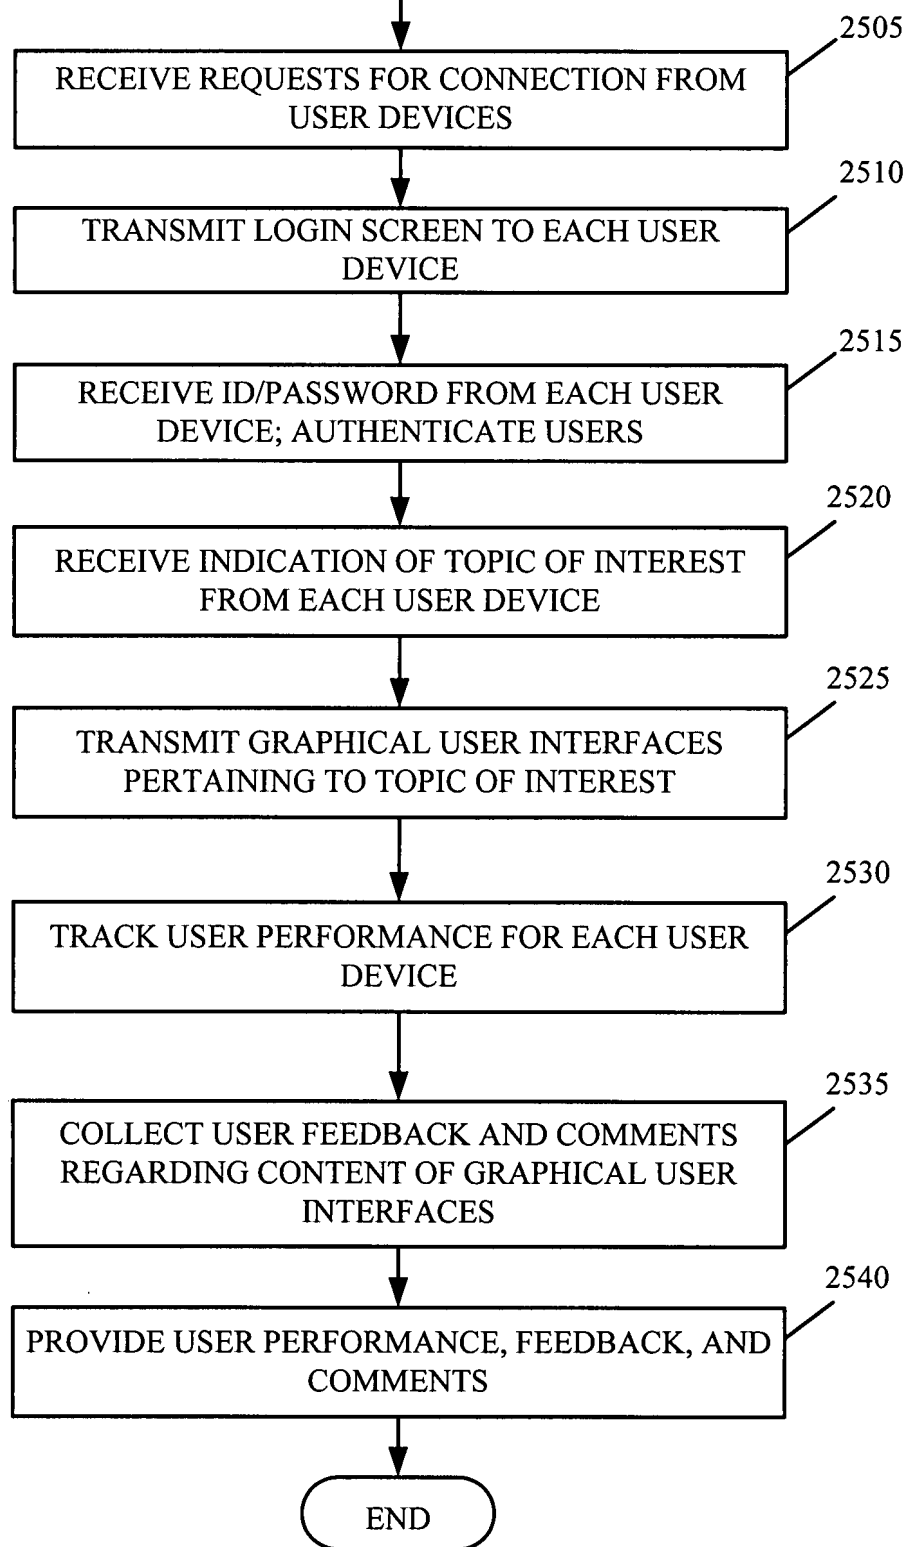 2505
RECEIVE REQUESTS FOR CONNECTION FROM
USER DEVICES
2510
TRANSMIT LOGIN SCREEN TO EACH USER
DEVICE
2515
RECEIVE ID/PASSWORD FROM EACH USER
DEVICE; AUTHENTICATE USERS
2520
RECEIVE INDICATION OF TOPIC OF INTEREST
FROM EACH USER DEVICE
2525
TRANSMIT GRAPHICAL USER INTERFACES
PERTAINING TO TOPIC OF INTEREST
2530
TRACK USER PERFORMANCE FOR EACH USER
DEVICE
2535
COLLECT USER FEEDBACK AND COMMENTS
REGARDING CONTENT OF GRAPHICAL USER
INTERFACES
2540
PROVIDE USER PERFORMANCE, FEEDBACK, AND
COMMENTS
END